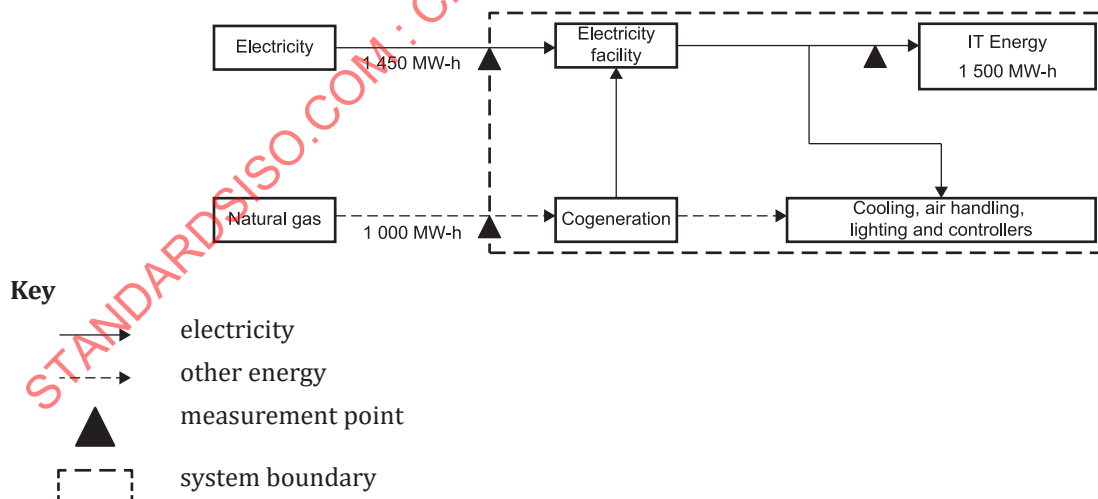 Electricity
1 450 MW-h
Electricity
facility
IT Energy
1 500 MW-h
Natural gas
1 000 MW-h
Cogeneration
Cooling, air handling,
lighting and controllers
Key
electricity
other energy
measurement point
system boundary
STANDARDSISO.COM :